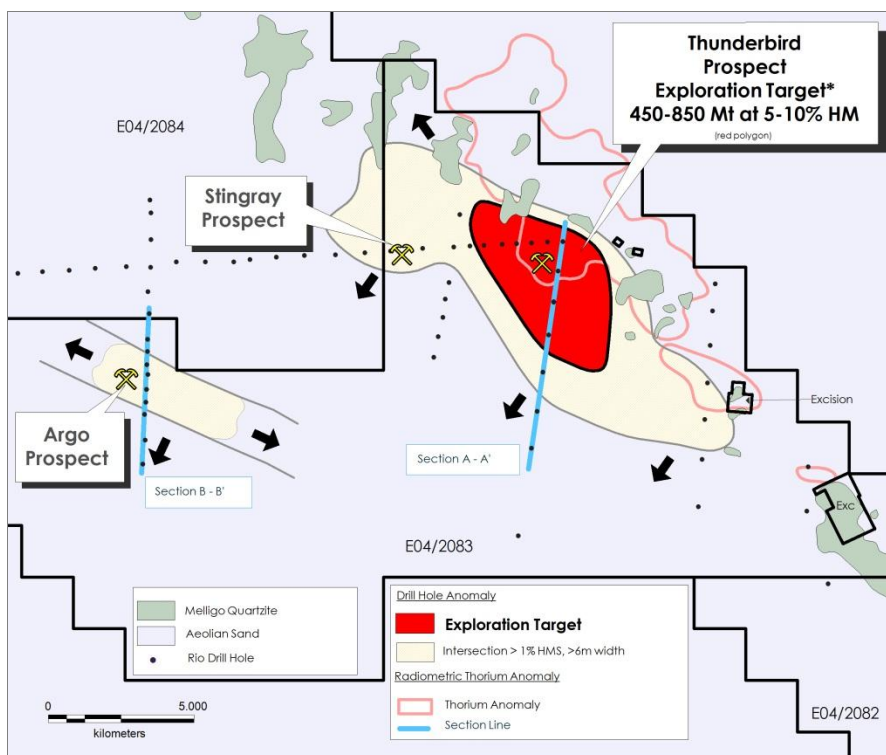 Thunderbird
Prospect
Exploration Target*
450-850 Mt at 5-10% HM
(red polygon)
E04/2084
Stingray
Prospect
Argo
Prospect
Section B - B'
Section A - A'
Excision
Exc
E04/2083
Melligo Quartzite
Aeolian Sand
Rio Drill Hole
Drill Hole Anomaly
Exploration Target
Intersection > 1% HMS, >6m width
Radiometric Thorium Anomaly
Thorium Anomaly
Section Line
0 5.000
kilometers
E04/2082